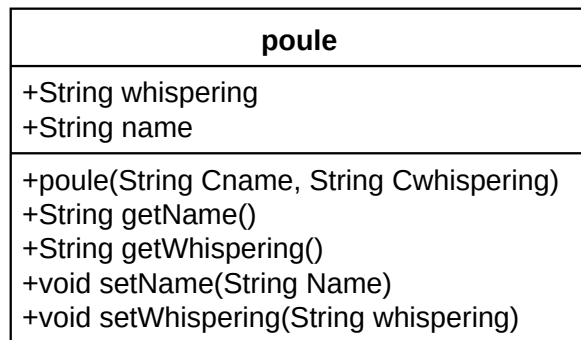 poule
+String whispering
+String name
+poule(String Cname, String Cwhispering)
+String getName()
+String getWhispering()
+void setName(String Name)
+void setWhispering(String whispering)